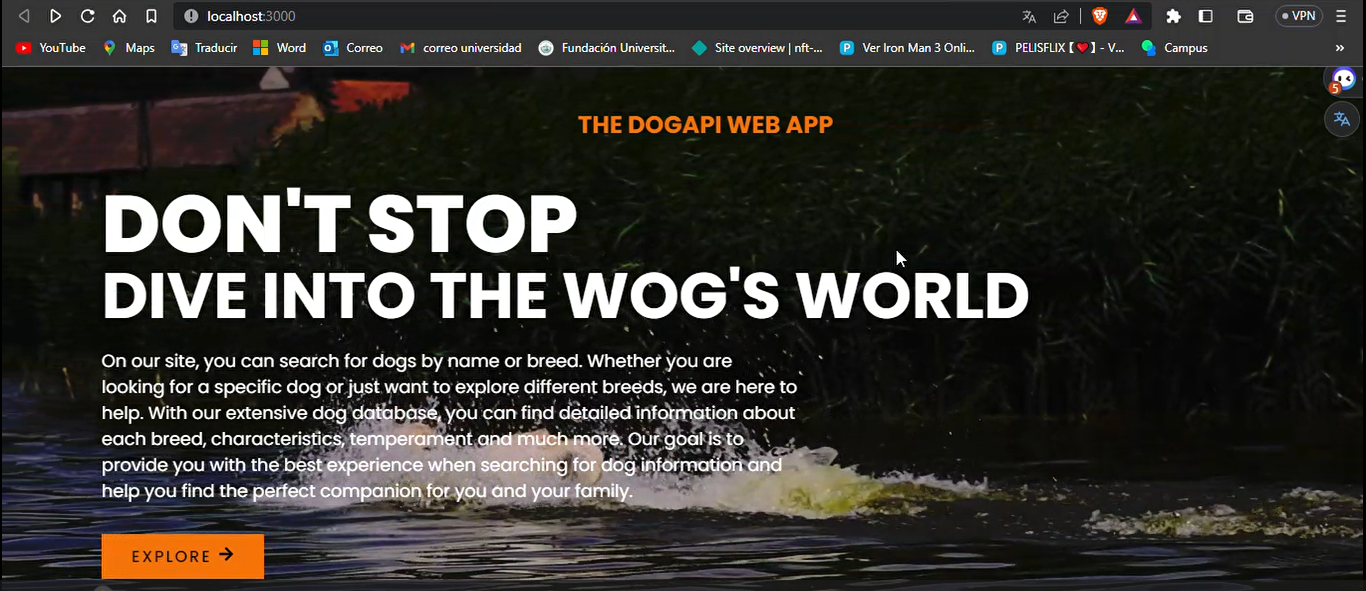 localhost:3000
VPN
YouTube Maps Traducir Word Correo correo universidad Fundación Universit... Site overview | nft-... Ver Iron Man 3 Onli... PELISFLIX【❤️】- V... Campus »
5
THE DOGAPI WEB APP
DON'T STOP
DIVE INTO THE WOG'S WORLD
On our site, you can search for dogs by name or breed. Whether you are
looking for a specific dog or just want to explore different breeds, we are here to
help. With our extensive dog database, you can find detailed information about
each breed, characteristics, temperament and much more. Our goal is to
provide you with the best experience when searching for dog information and
help you find the perfect companion for you and your family.
EXPLORE →